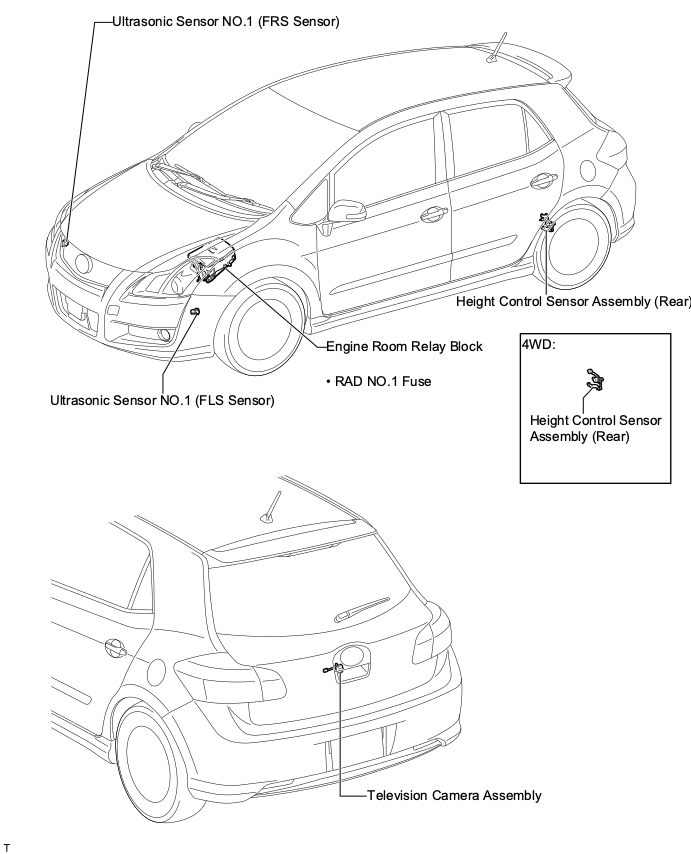 Ultrasonic Sensor NO.1 (FRS Sensor)
Height Control Sensor Assembly (Rear)
Engine Room Relay Block
4WD:
• RAD NO.1 Fuse
Ultrasonic Sensor NO.1 (FLS Sensor)
Height Control Sensor
Assembly (Rear)
Television Camera Assembly
T